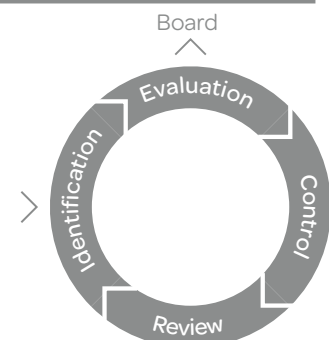 Board
Evaluation
Identification
Control
Review